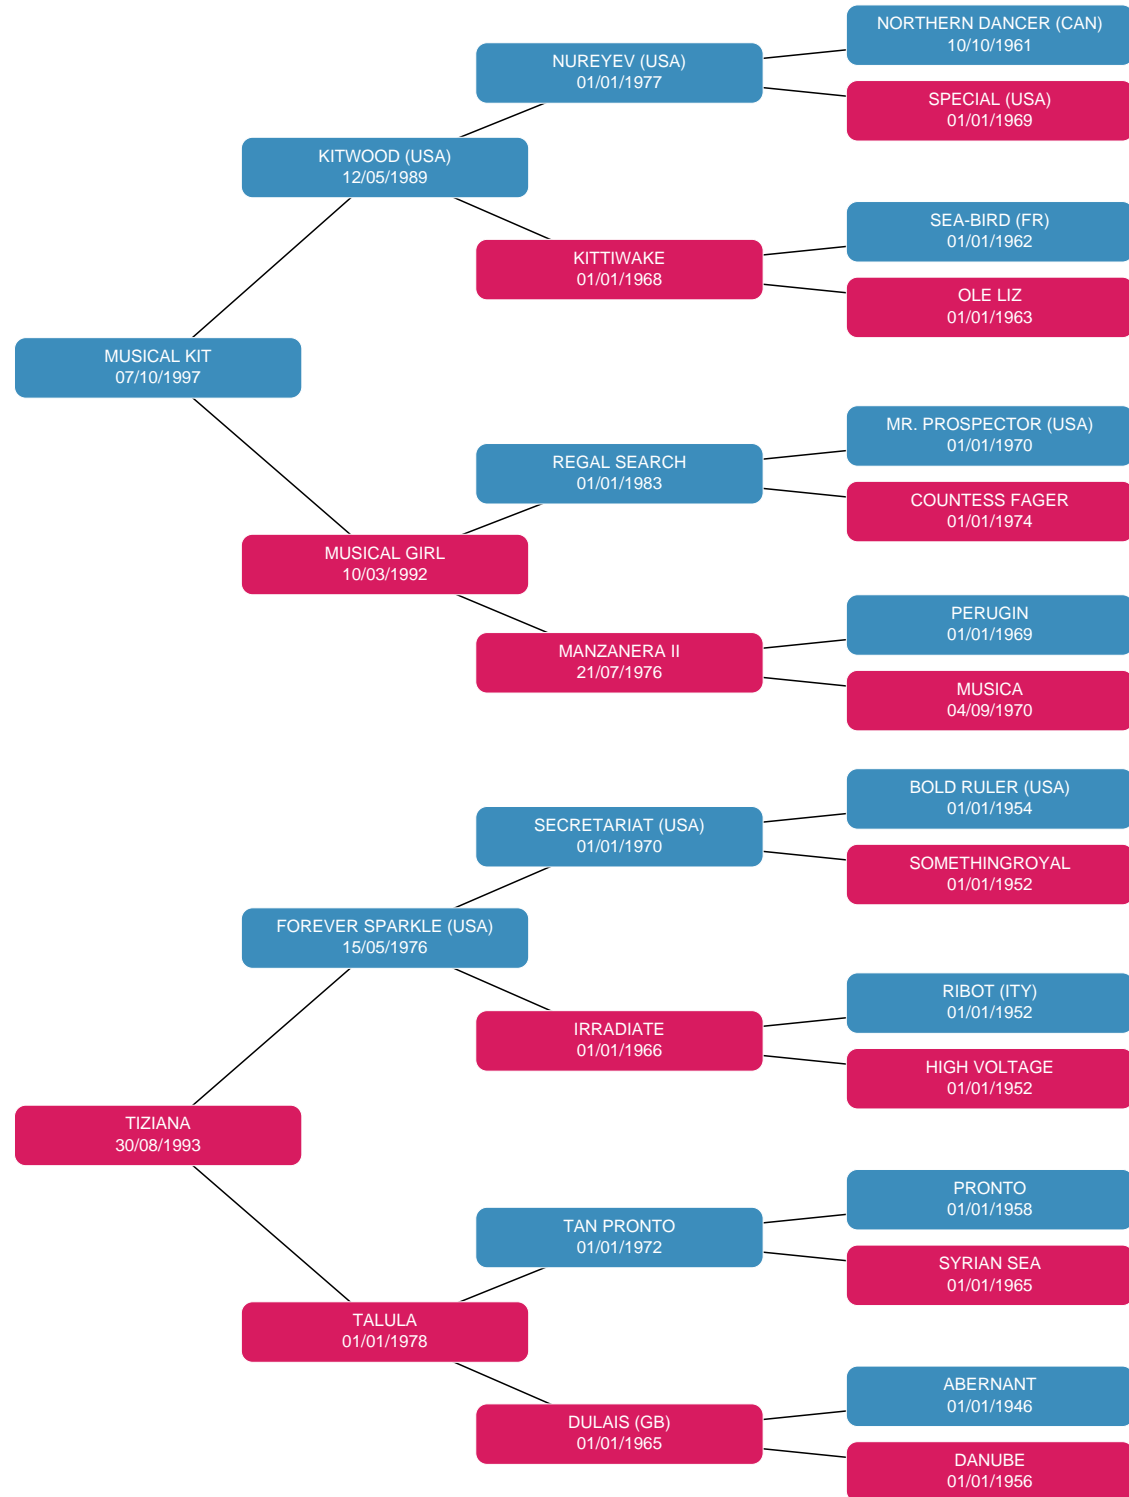 NORTHERN DANCER (CAN)
10/10/1961
NUREYEV (USA)
01/01/1977
SPECIAL (USA)
01/01/1969
KITWOOD (USA)
12/05/1989
SEA-BIRD (FR)
01/01/1962
KITTIWAKE
01/01/1968
OLE LIZ
01/01/1963
MUSICAL KIT
07/10/1997
MR. PROSPECTOR (USA)
01/01/1970
REGAL SEARCH
01/01/1983
COUNTESS FAGER
01/01/1974
MUSICAL GIRL
10/03/1992
PERUGIN
01/01/1969
MANZANERA II
21/07/1976
MUSICA
04/09/1970
BOLD RULER (USA)
01/01/1954
SECRETARIAT (USA)
01/01/1970
SOMETHINGROYAL
01/01/1952
FOREVER SPARKLE (USA)
15/05/1976
RIBOT (ITY)
01/01/1952
IRRADIATE
01/01/1966
HIGH VOLTAGE
01/01/1952
TIZIANA
30/08/1993
PRONTO
01/01/1958
TAN PRONTO
01/01/1972
SYRIAN SEA
01/01/1965
TALULA
01/01/1978
ABERNANT
01/01/1946
DULAIS (GB)
01/01/1965
DANUBE
01/01/1956